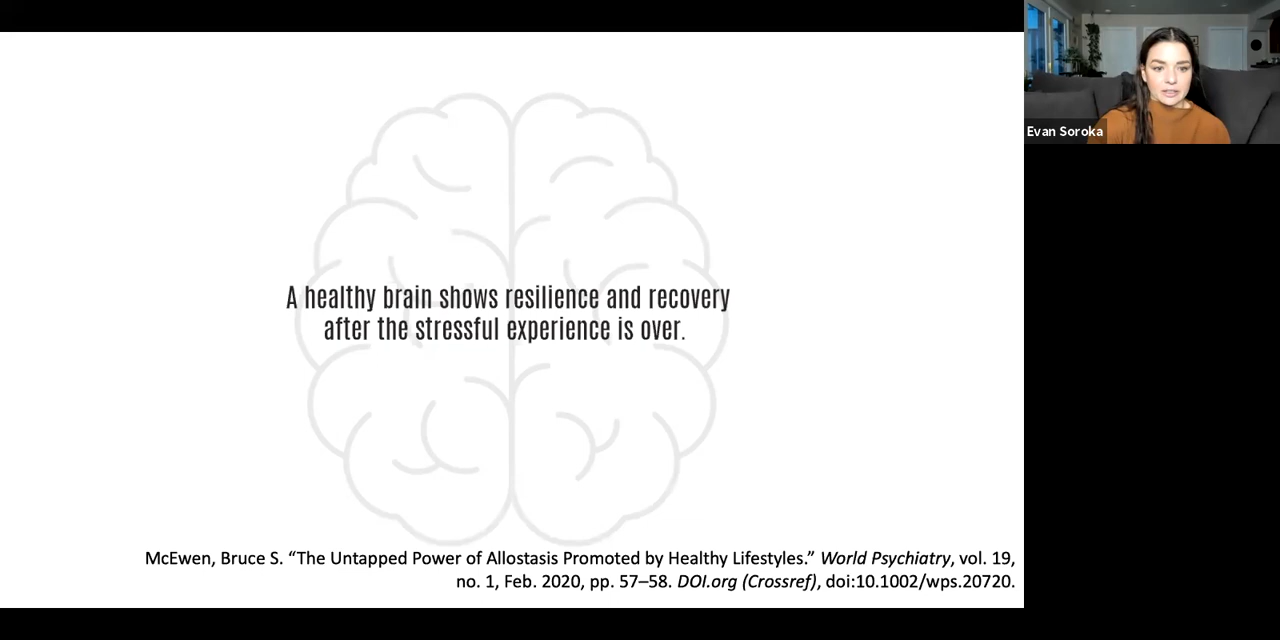 A healthy brain shows resilience and recovery
after the stressful experience is over.
McEwen, Bruce S. “The Untapped Power of Allostasis Promoted by Healthy Lifestyles.” World Psychiatry, vol. 19,
no. 1, Feb. 2020, pp. 57–58. DOI.org (Crossref), doi:10.1002/wps.20720.
Evan Soroka